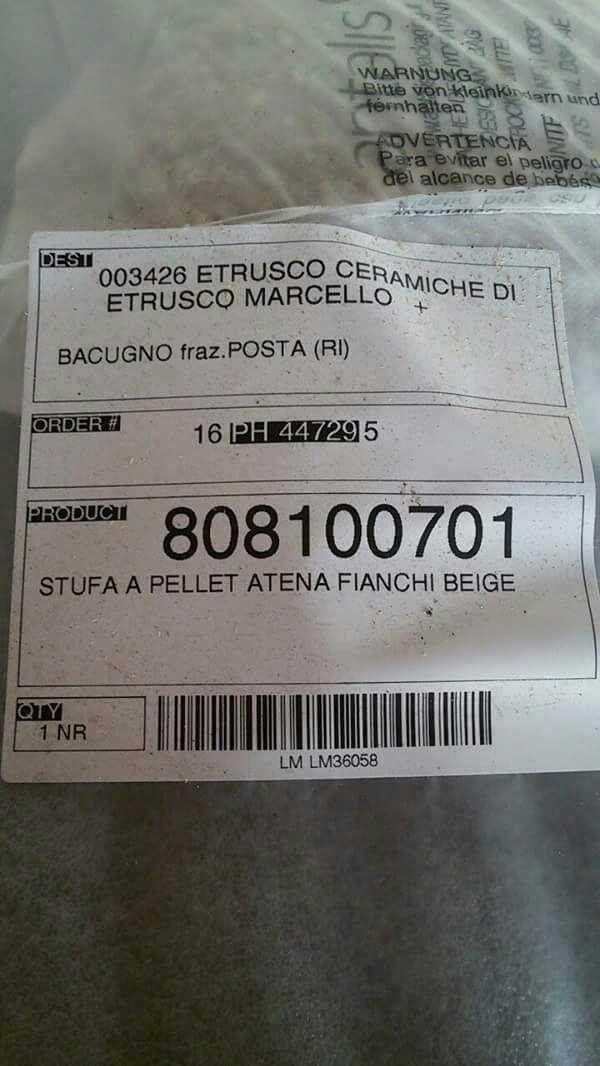 antalis
WARNUNG
Bitte von kleinkindern und
fernhalten
ADVERTENCIA
Para evitar el peligro
del alcance de bebés
DEST
003426 ETRUSCO CERAMICHE DI
ETRUSCO MARCELLO +
BACUGNO fraz.POSTA (RI)
ORDER #
16 PH 447295
PRODUCT
808100701
STUFA A PELLET ATENA FIANCHI BEIGE
QTY
1 NR
LM LM36058